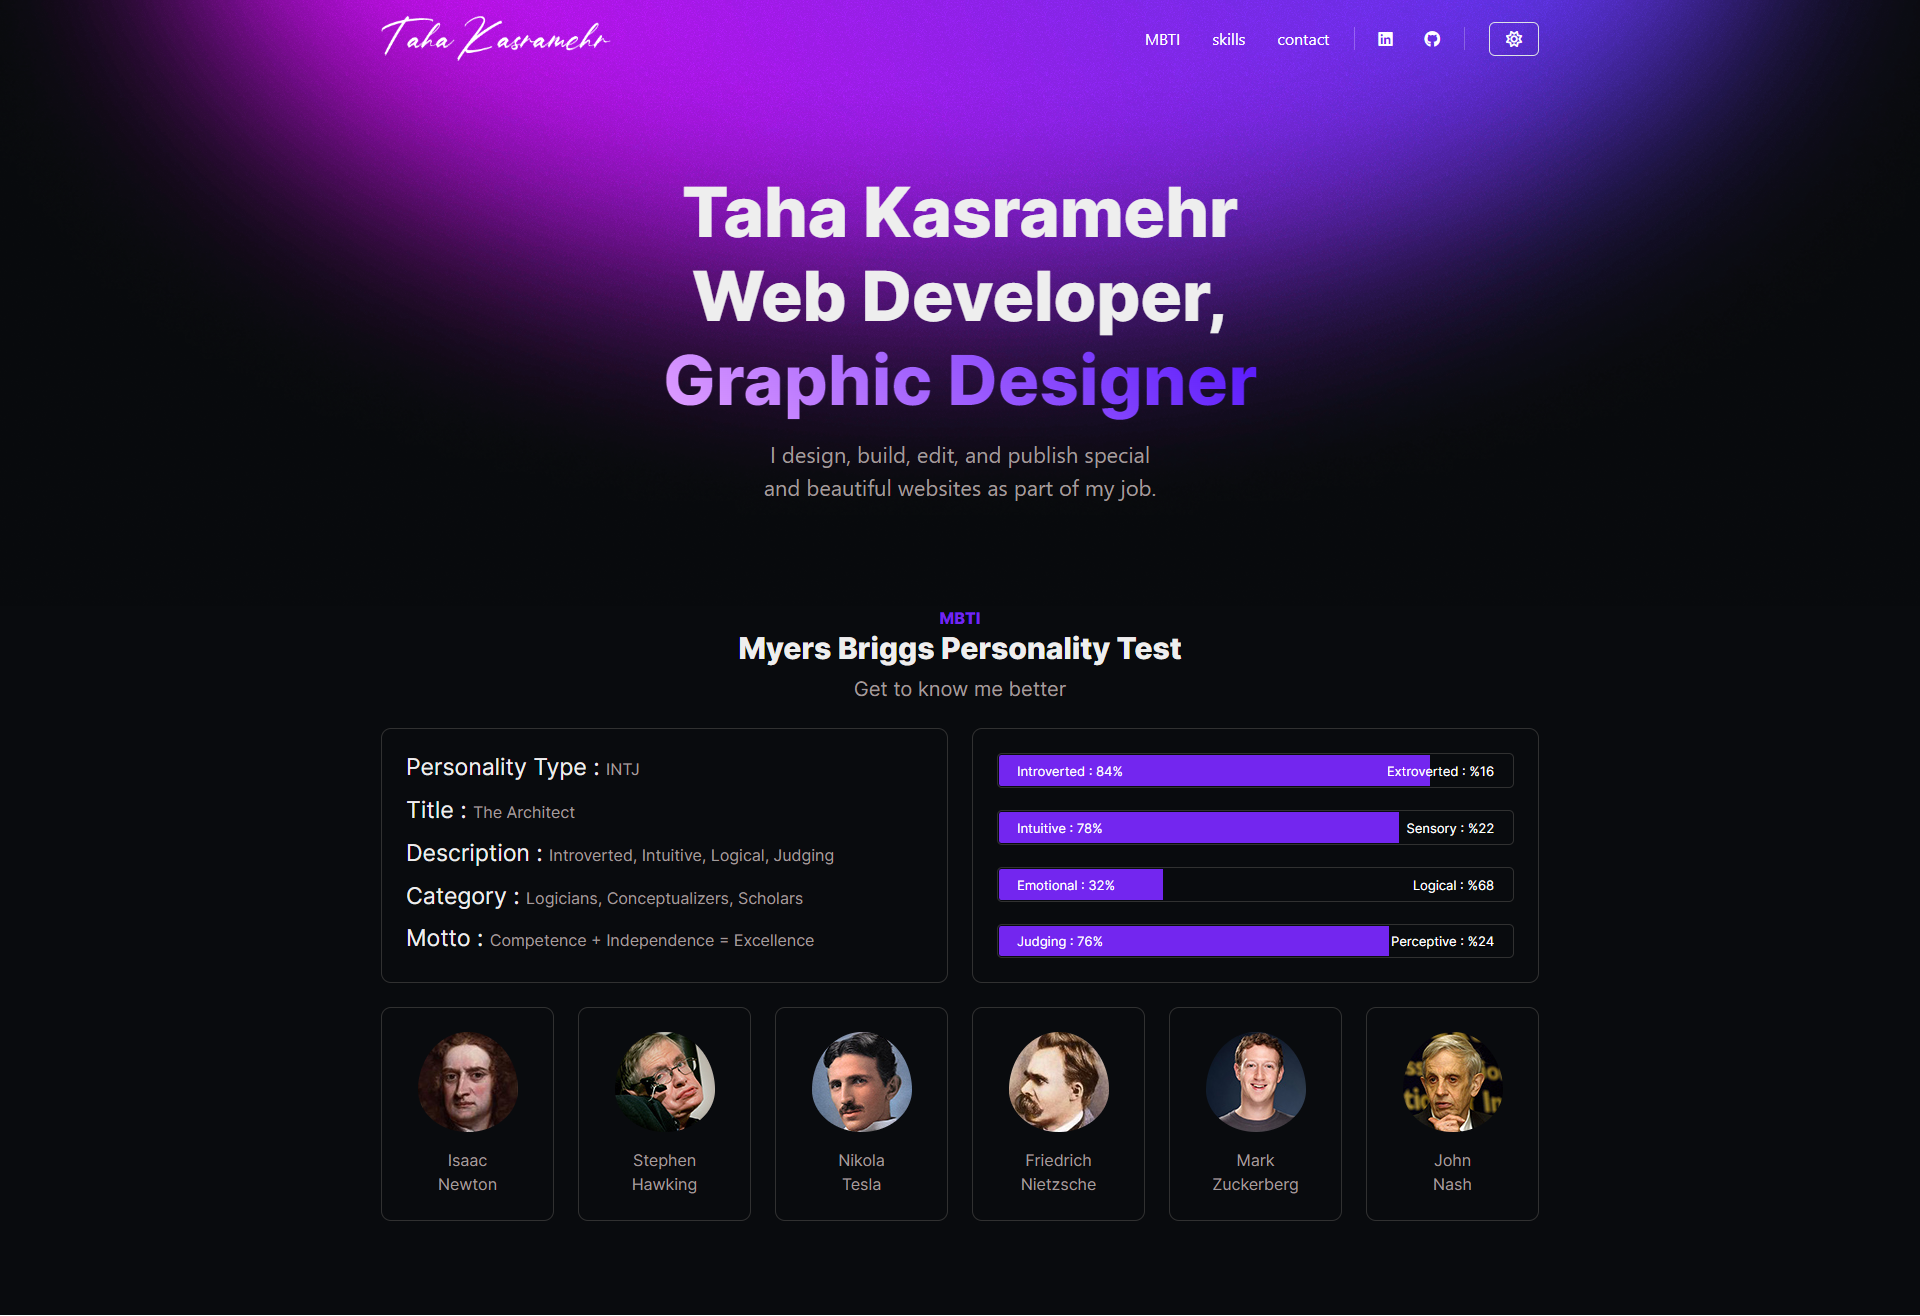 Taha Kasramehr
MBTI skills contact
Taha Kasramehr
Web Developer,
Graphic Designer
I design, build, edit, and publish special
and beautiful websites as part of my job.
MBTI
Myers Briggs Personality Test
Get to know me better
Personality Type : INTJ
Title : The Architect
Description : Introverted, Intuitive, Logical, Judging
Category : Logicians, Conceptualizers, Scholars
Motto : Competence + Independence = Excellence
Introverted : 84% Extroverted : %16
Intuitive : 78% Sensory : %22
Emotional : 32% Logical : %68
Judging : 76% Perceptive : %24
Isaac
Newton
Stephen
Hawking
Nikola
Tesla
Friedrich
Nietzsche
Mark
Zuckerberg
John
Nash